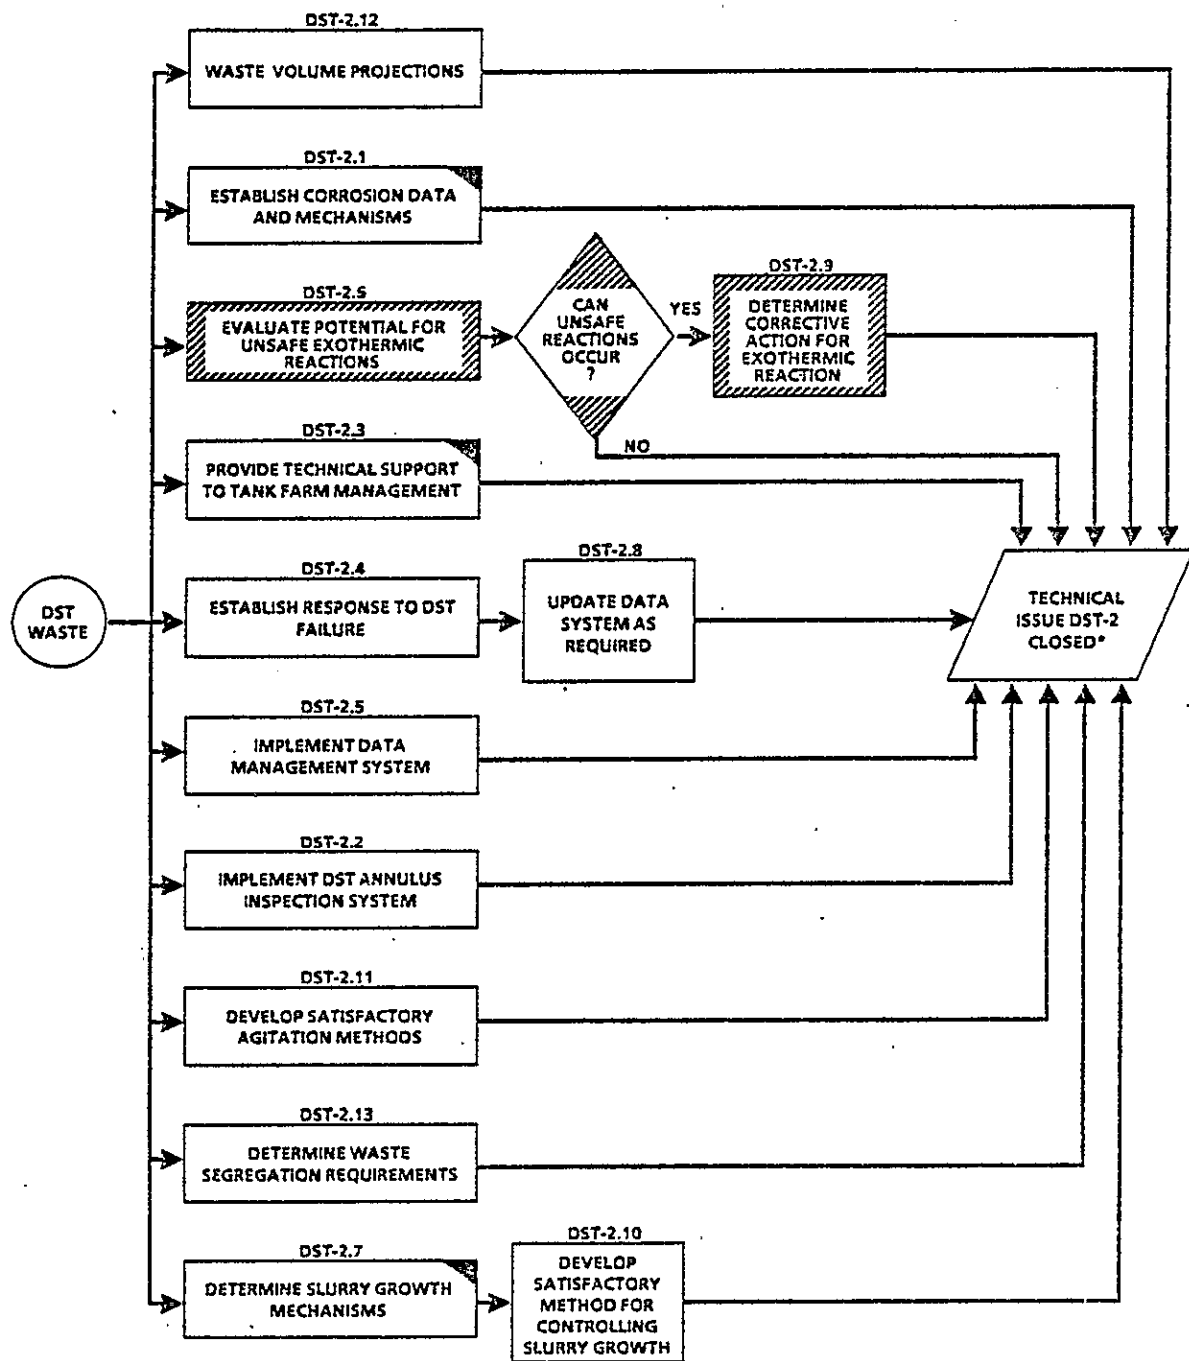 DST-2.12
WASTE VOLUME PROJECTIONS
DST-2.1
ESTABLISH CORROSION DATA
AND MECHANISMS
DST-2.6
EVALUATE POTENTIAL FOR
UNSAFE EXOTHERMIC
REACTIONS
CAN
UNSAFE
REACTIONS
OCCUR
?
YES
NO
DST-2.9
DETERMINE
CORRECTIVE
ACTION FOR
EXOTHERMIC
REACTION
DST-2.3
PROVIDE TECHNICAL SUPPORT
TO TANK FARM MANAGEMENT
DST
WASTE
DST-2.4
ESTABLISH RESPONSE TO DST
FAILURE
DST-2.8
UPDATE DATA
SYSTEM AS
REQUIRED
TECHNICAL
ISSUE DST-2
CLOSED*
DST-2.5
IMPLEMENT DATA
MANAGEMENT SYSTEM
DST-2.2
IMPLEMENT DST ANNULUS
INSPECTION SYSTEM
DST-2.11
DEVELOP SATISFACTORY
AGITATION METHODS
DST-2.13
DETERMINE WASTE
SEGREGATION REQUIREMENTS
DST-2.7
DETERMINE SLURRY GROWTH
MECHANISMS
DST-2.10
DEVELOP
SATISFACTORY
METHOD FOR
CONTROLLING
SLURRY GROWTH